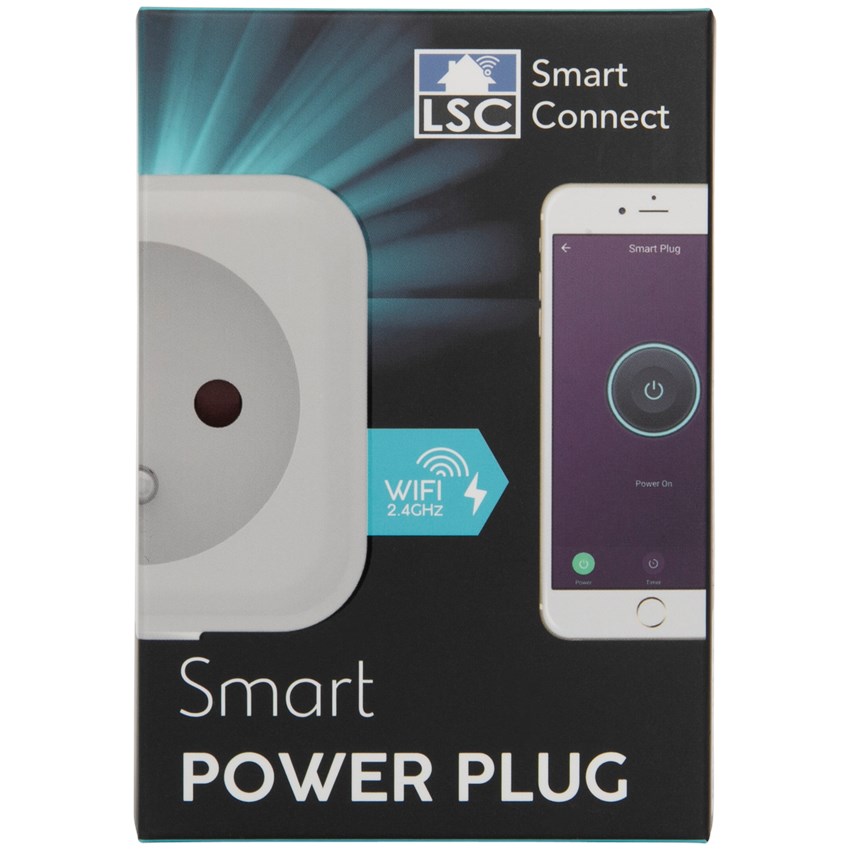 LSC
Smart
Connect
Smart Plug
WIFI
2.4GHZ
Power On
Power
Timer
Smart
POWER PLUG